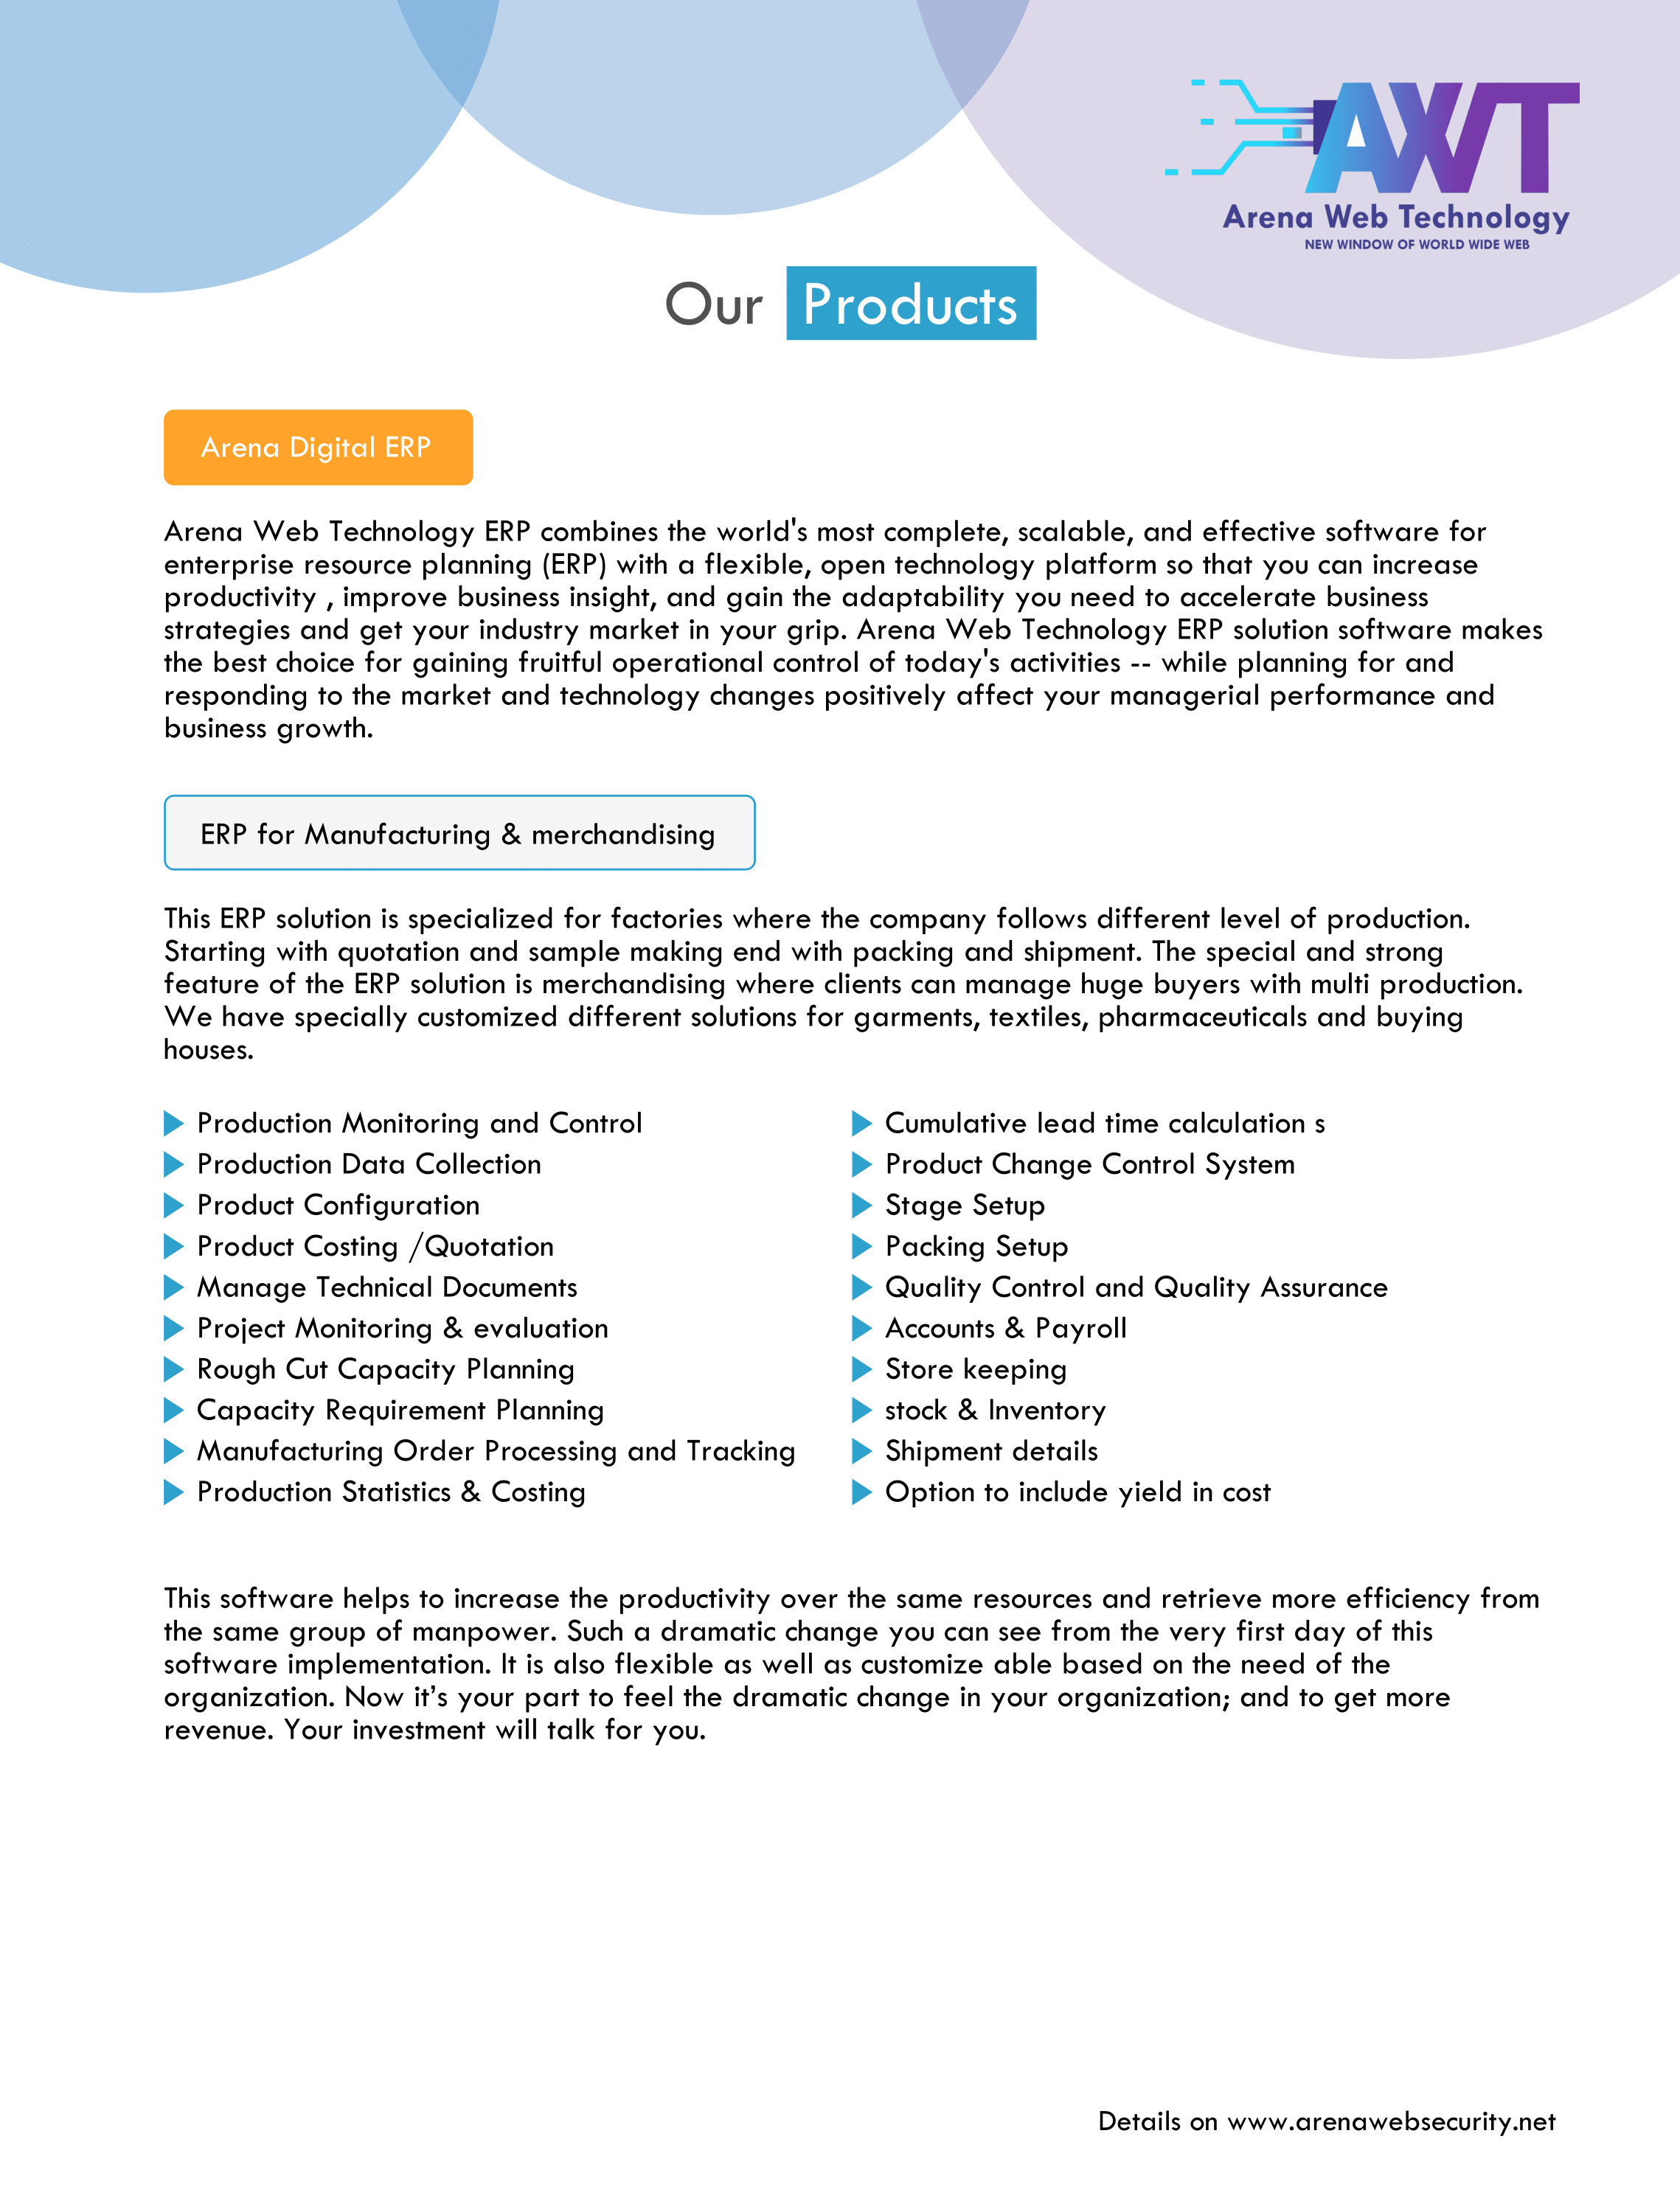 AWT
Arena Web Technology
NEW WINDOW OF WORLD WIDE WEB
Our Products
Arena Digital ERP
Arena Web Technology ERP combines the world's most complete, scalable, and effective software for
enterprise resource planning (ERP) with a flexible, open technology platform so that you can increase
productivity , improve business insight, and gain the adaptability you need to accelerate business
strategies and get your industry market in your grip. Arena Web Technology ERP solution software makes
the best choice for gaining fruitful operational control of today's activities -- while planning for and
responding to the market and technology changes positively affect your managerial performance and
business growth.
ERP for Manufacturing & merchandising
This ERP solution is specialized for factories where the company follows different level of production.
Starting with quotation and sample making end with packing and shipment. The special and strong
feature of the ERP solution is merchandising where clients can manage huge buyers with multi production.
We have specially customized different solutions for garments, textiles, pharmaceuticals and buying
houses.
Production Monitoring and Control
Production Data Collection
Product Configuration
Product Costing /Quotation
Manage Technical Documents
Project Monitoring & evaluation
Rough Cut Capacity Planning
Capacity Requirement Planning
Manufacturing Order Processing and Tracking
Production Statistics & Costing
Cumulative lead time calculation s
Product Change Control System
Stage Setup
Packing Setup
Quality Control and Quality Assurance
Accounts & Payroll
Store keeping
stock & Inventory
Shipment details
Option to include yield in cost
This software helps to increase the productivity over the same resources and retrieve more efficiency from
the same group of manpower. Such a dramatic change you can see from the very first day of this
software implementation. It is also flexible as well as customize able based on the need of the
organization. Now it’s your part to feel the dramatic change in your organization; and to get more
revenue. Your investment will talk for you.
Details on www.arenawebsecurity.net